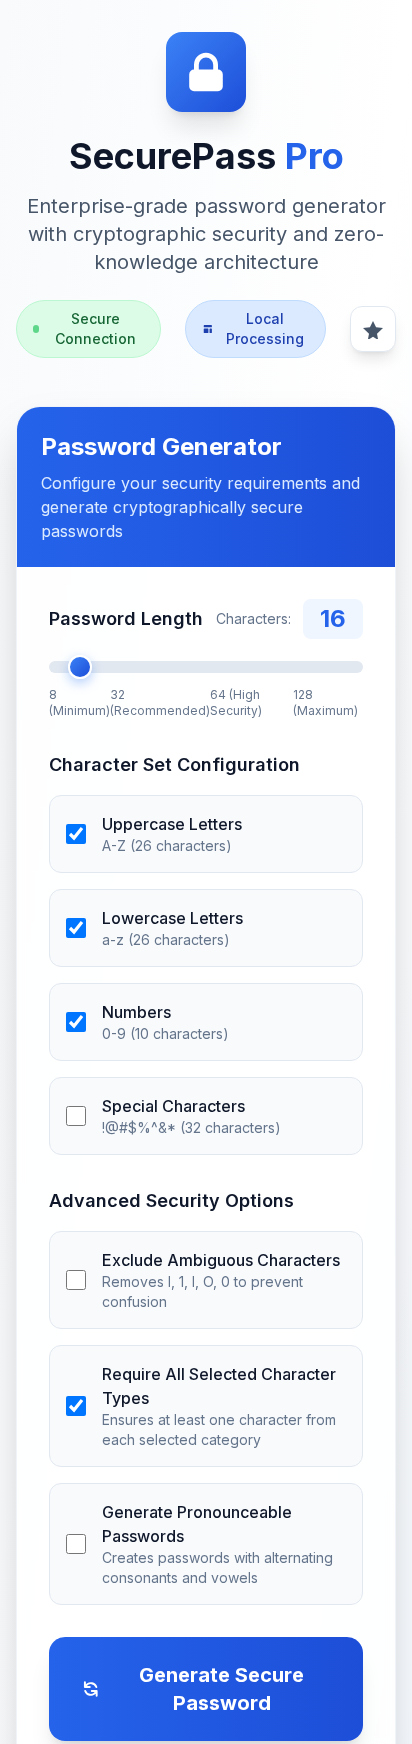 SecurePass Pro
Enterprise-grade password generator
with cryptographic security and zero-
knowledge architecture
Secure
Connection
Local
Processing
Password Generator
Configure your security requirements and
generate cryptographically secure
passwords
Password Length Characters: 16
8
(Minimum)
32
(Recommended)
64 (High
Security)
128
(Maximum)
Character Set Configuration
Uppercase Letters
A-Z (26 characters)
Lowercase Letters
a-z (26 characters)
Numbers
0-9 (10 characters)
Special Characters
!@#$%^&* (32 characters)
Advanced Security Options
Exclude Ambiguous Characters
Removes l, 1, I, O, 0 to prevent
confusion
Require All Selected Character
Types
Ensures at least one character from
each selected category
Generate Pronounceable
Passwords
Creates passwords with alternating
consonants and vowels
Generate Secure
Password